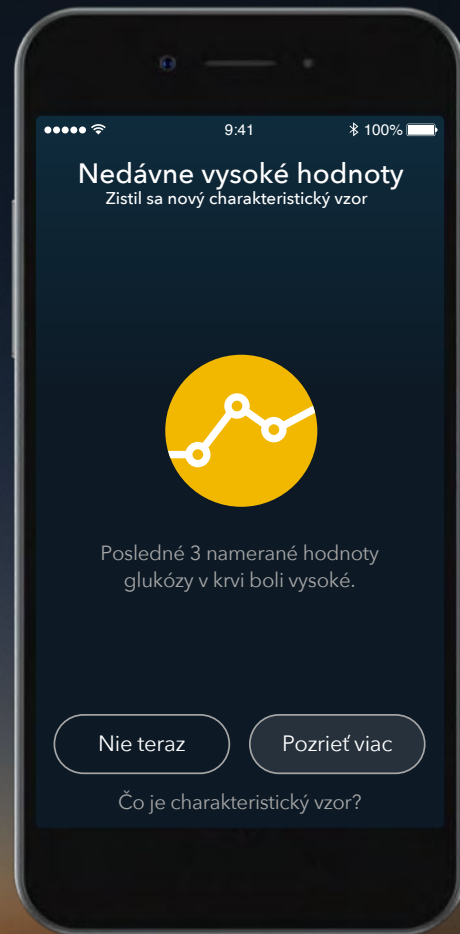 9:41
100%
Nedávne vysoké hodnoty
Zistil sa nový charakteristický vzor
Posledné 3 namerané hodnoty
glukózy v krvi boli vysoké.
Nie teraz
Pozrieť viac
Čo je charakteristický vzor?